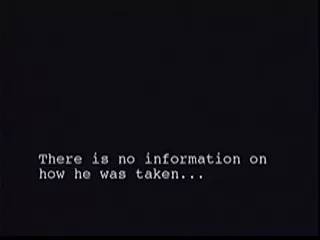 There is no information on
how he was taken...